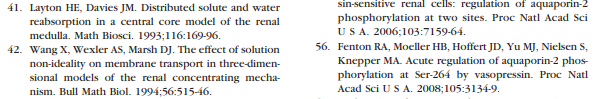 41. Layton HE, Davies JM. Distributed solute and water
reabsorption in a central core model of the renal
medulla. Math Biosci. 1993;116:169-96.
42. Wang X, Wexler AS, Marsh DJ. The effect of solution
non-ideality on membrane transport in three-dimen-
sional models of the renal concentrating mecha-
nism. Bull Math Biol. 1994;56:515-46.
sin-sensitive renal cells: regulation of aquaporin-2
phosphorylation at two sites. Proc Natl Acad Sci
U S A. 2006;103:7159-64.
56. Fenton RA, Moeller HB, Hoffert JD, Yu MJ, Nielsen S,
Knepper MA. Acute regulation of aquaporin-2 phos-
phorylation at Ser-264 by vasopressin. Proc Natl
Acad Sci U S A. 2008;105:3134-9.